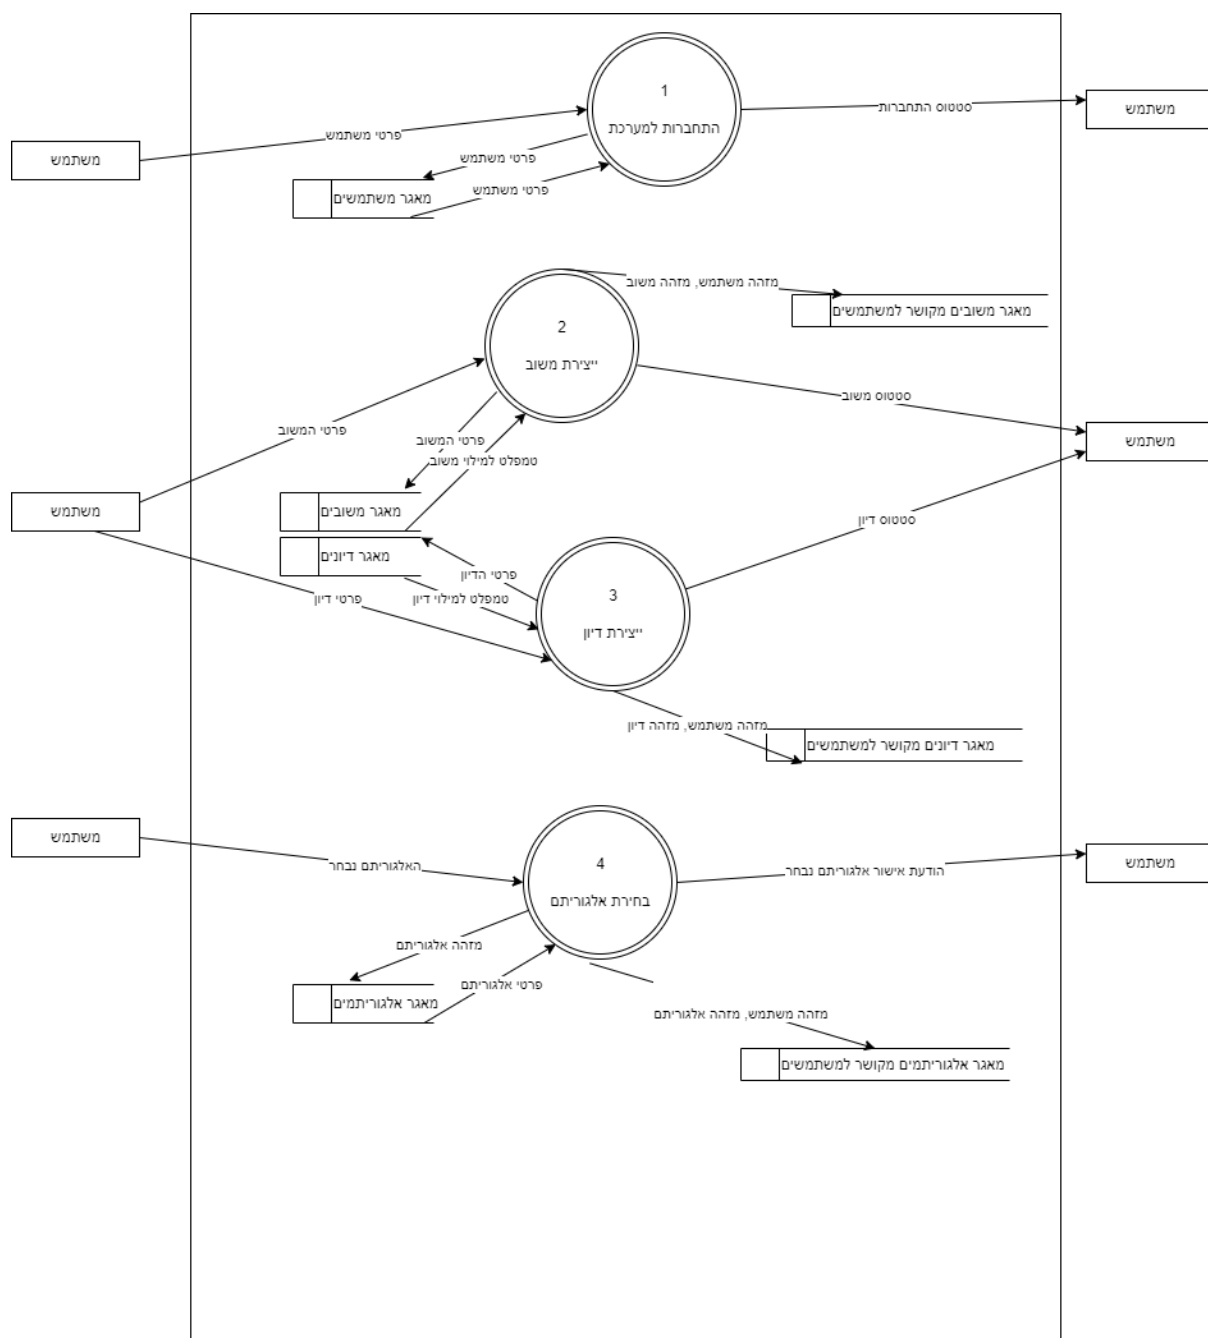 1
התחברות למערכת
משתמש
סטטוס התחברות
פרטי משתמש
משתמש
פרטי משתמש
פרטי משתמש
מאגר משתמשים
מזהה משתמש, מזהה משוב
מאגר משובים מקושר למשתמשים
2
ייצירת משוב
סטטוס משוב
משתמש
פרטי המשוב
פרטי המשוב
טמפלט למילוי משוב
משתמש
מאגר משובים
סטטוס דיון
מאגר דיונים
פרטי הדיון
טמפלט למילוי דיון
פרטי דיון
3
ייצירת דיון
מזהה משתמש, מזהה דיון
מאגר דיונים מקושר למשתמשים
משתמש
4
בחירת אלגוריתם
האלגוריתם נבחר
הודעת אישור אלגוריתם נבחר
משתמש
מזהה אלגוריתם
פרטי אלגוריתם
מאגר אלגוריתמים
מזהה משתמש, מזהה אלגוריתם
מאגר אלגוריתמים מקושר למשתמשים